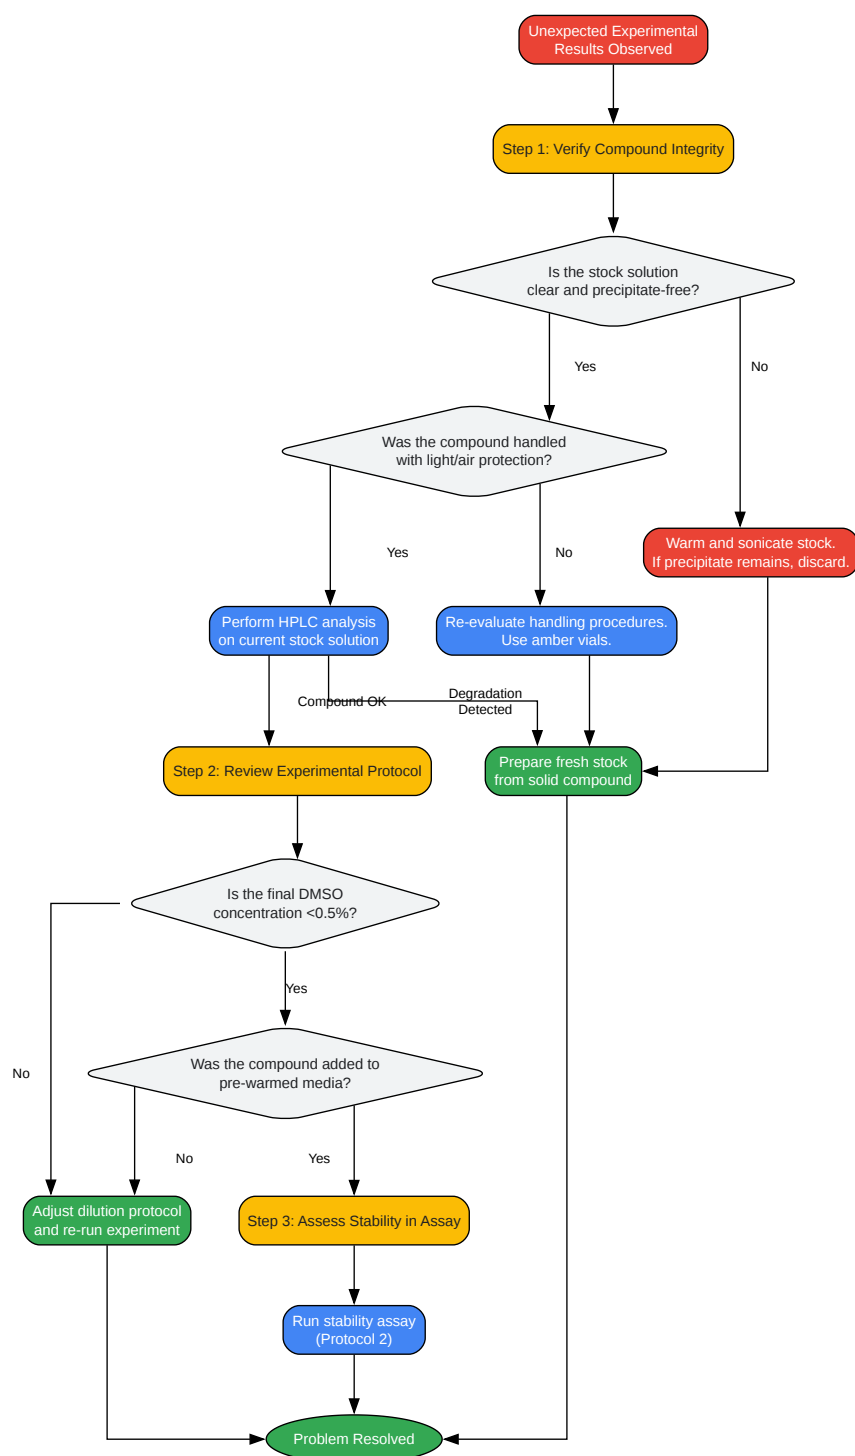 Unexpected Experimental
Results Observed
Step 1: Verify Compound Integrity
Is the stock solution
clear and precipitate-free?
Yes
No
Was the compound handled
with light/air protection?
Yes
No
Warm and sonicate stock.
If precipitate remains, discard.
Perform HPLC analysis
on current stock solution
Re-evaluate handling procedures.
Use amber vials.
Compound OK
Degradation
Detected
Step 2: Review Experimental Protocol
Prepare fresh stock
from solid compound
Is the final DMSO
concentration <0.5%?
Yes
No
Was the compound added to
pre-warmed media?
No
Yes
Adjust dilution protocol
and re-run experiment
Step 3: Assess Stability in Assay
Run stability assay
(Protocol 2)
Problem Resolved